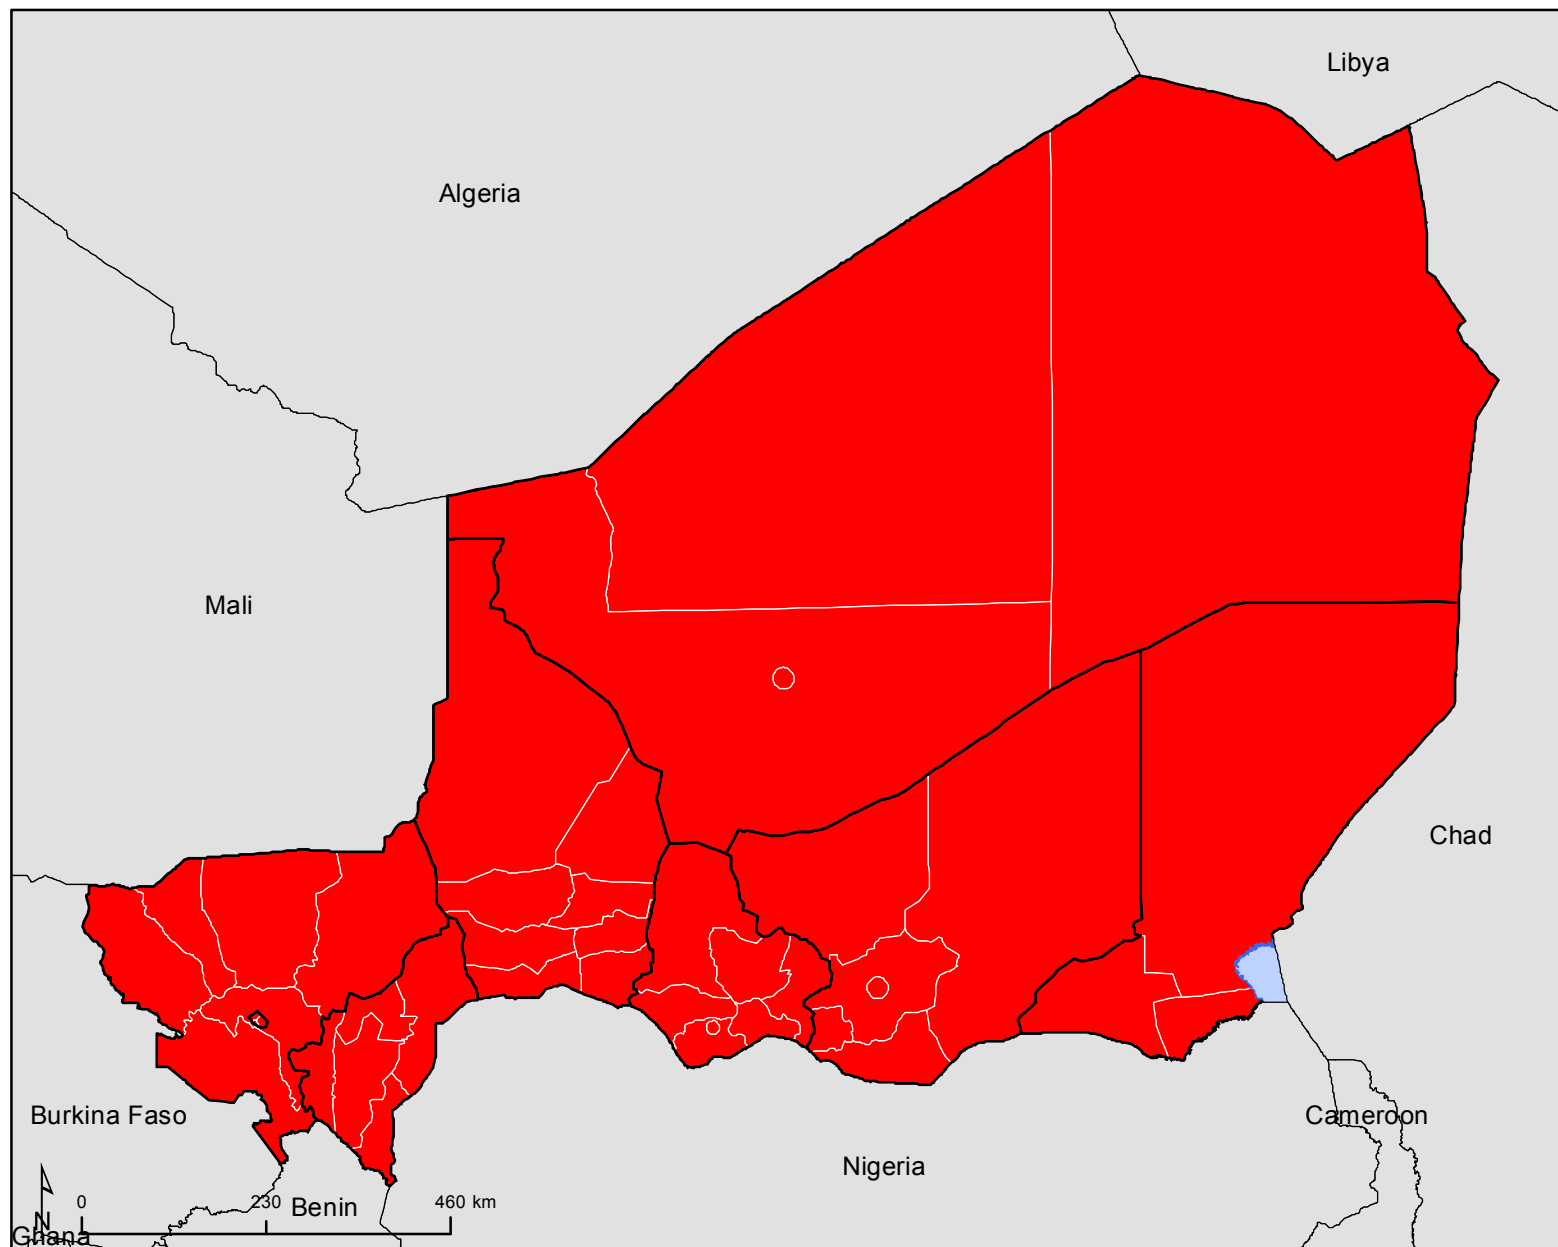 Libya
Algeria
Mali
Chad
Burkina Faso
Cameroon
Nigeria
0 230 460 km
Benin
N
Ghana